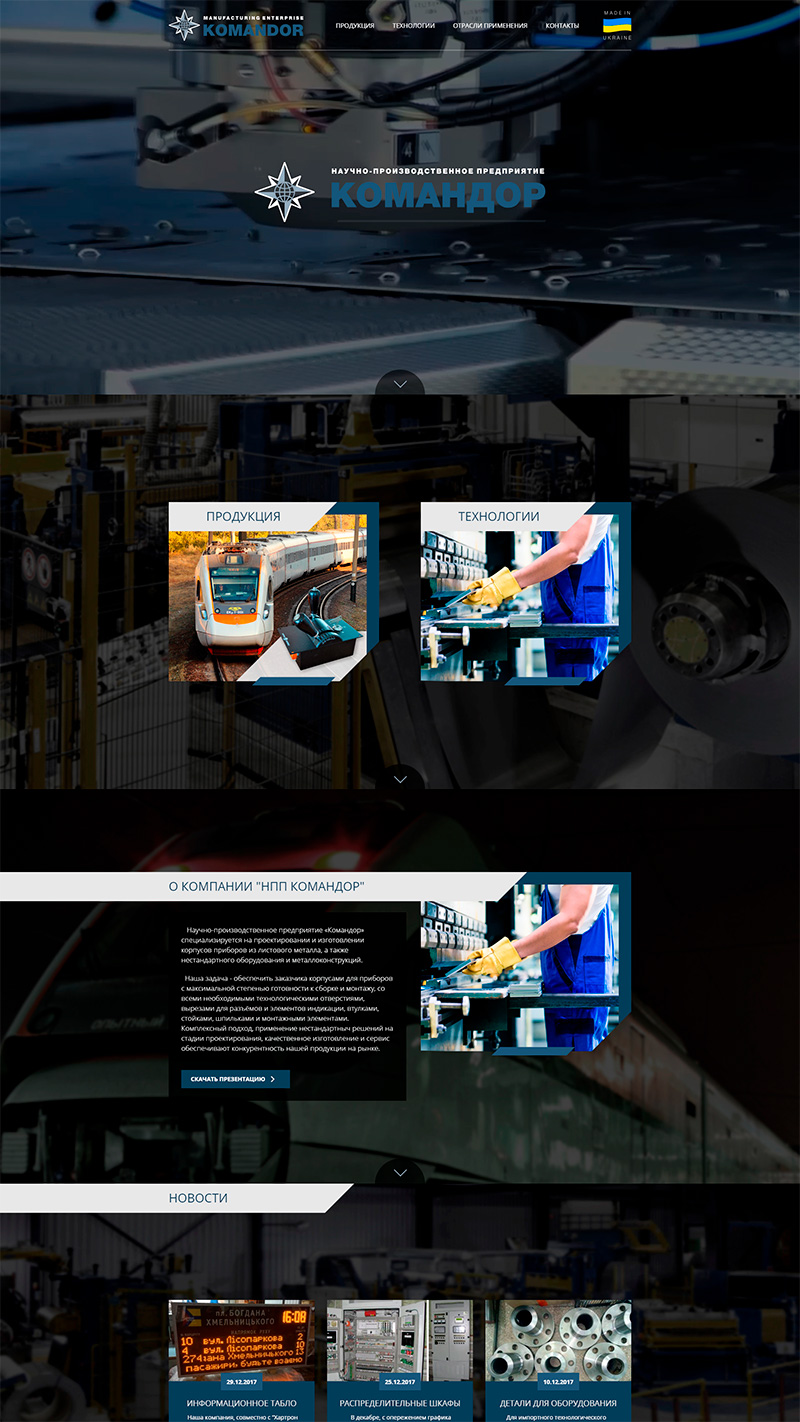 MANUFACTURING ENTERPRISE
KOMANDOR
ПРОДУКЦИЯ ТЕХНОЛОГИИ ОТРАСЛИ ПРИМЕНЕНИЯ КОНТАКТЫ
MADE IN
UKRAINE
4
НАУЧНО-ПРОИЗВОДСТВЕННОЕ ПРЕДПРИЯТИЕ
КОМАНДОР
ПРОДУКЦИЯ
ТЕХНОЛОГИИ
О КОМПАНИИ "НПП КОМАНДОР"
Научно-производственное предприятие «Командор»
специализируется на проектировании и изготовлении
корпусов приборов из листового металла, а также
нестандартного оборудования и металлоконструкций.
Наша задача - обеспечить заказчика корпусами для приборов
с максимальной степенью готовности к сборке и монтажу, со
всеми необходимыми технологическими отверстиями,
вырезами для разъёмов и элементов индикации, втулками,
стойками, шпильками и монтажными элементами.
Комплексный подход, применение нестандартныч решений на
стадии проектирования, качественное изготовление и сервис
обеспечивают конкурентность нашей продукции на рынке.
СКАЧАТЬ ПРЕЗЕНТАЦИЮ
НОВОСТИ
пл. БОГДАНА
ХМЕЛЬНИЦЬКОГО
16:08
10 вул. Лісопаркова 2
4 вул. Лісопаркова 10
Хмельницького 13
пасажири: будьте
29.12.2017
25.12.2017
10.12.2017
ИНФОРМАЦИОННОЕ ТАБЛО
РАСПРЕДЕЛИТЕЛЬНЫЕ ШКАФЫ
ДЕТАЛИ ДЛЯ ОБОРУДОВАНИЯ
Наша компания, совместно с "Хартрон
В декабре, с опережением графика
Для импортного технологического